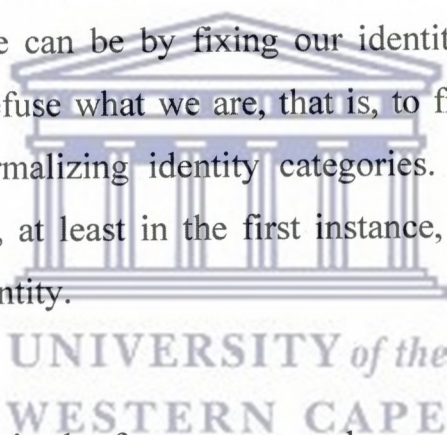 e can be by fixing our identit
efuse what we are, that is, to f
rmalizing identity categories.
, at least in the first instance,
ntity.
UNIVERSITY of the
WESTERN CAPE